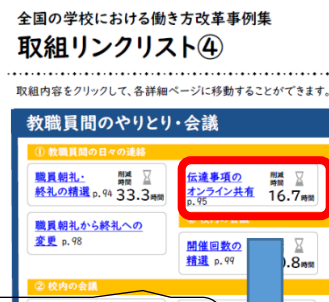 全国の学校における働き方改革事例集
取組リンクリスト④
取組内容をクリックして、各詳細ページに移動することができます。
教職員間のやりとり・会議
① 教職員間の日々の連絡
職員朝礼・
終礼の精選 p.94
削減
時間
33.3時間
伝達事項の
オンライン共有
p.95
削減
時間
16.7時間
職員朝礼から終礼への
変更 p.98
開催回数の
精選 p.99
.8時間
② 校内の会議